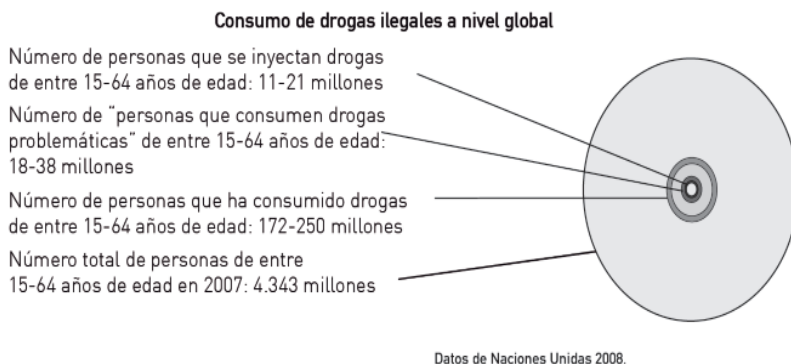 Consumo de drogas ilegales a nivel global
Número de personas que se inyectan drogas
de entre 15-64 años de edad: 11-21 millones
Número de “personas que consumen drogas
problemáticas” de entre 15-64 años de edad:
18-38 millones
Número de personas que ha consumido drogas
de entre 15-64 años de edad: 172-250 millones
Número total de personas de entre
15-64 años de edad en 2007: 4.343 millones
Datos de Naciones Unidas 2008.